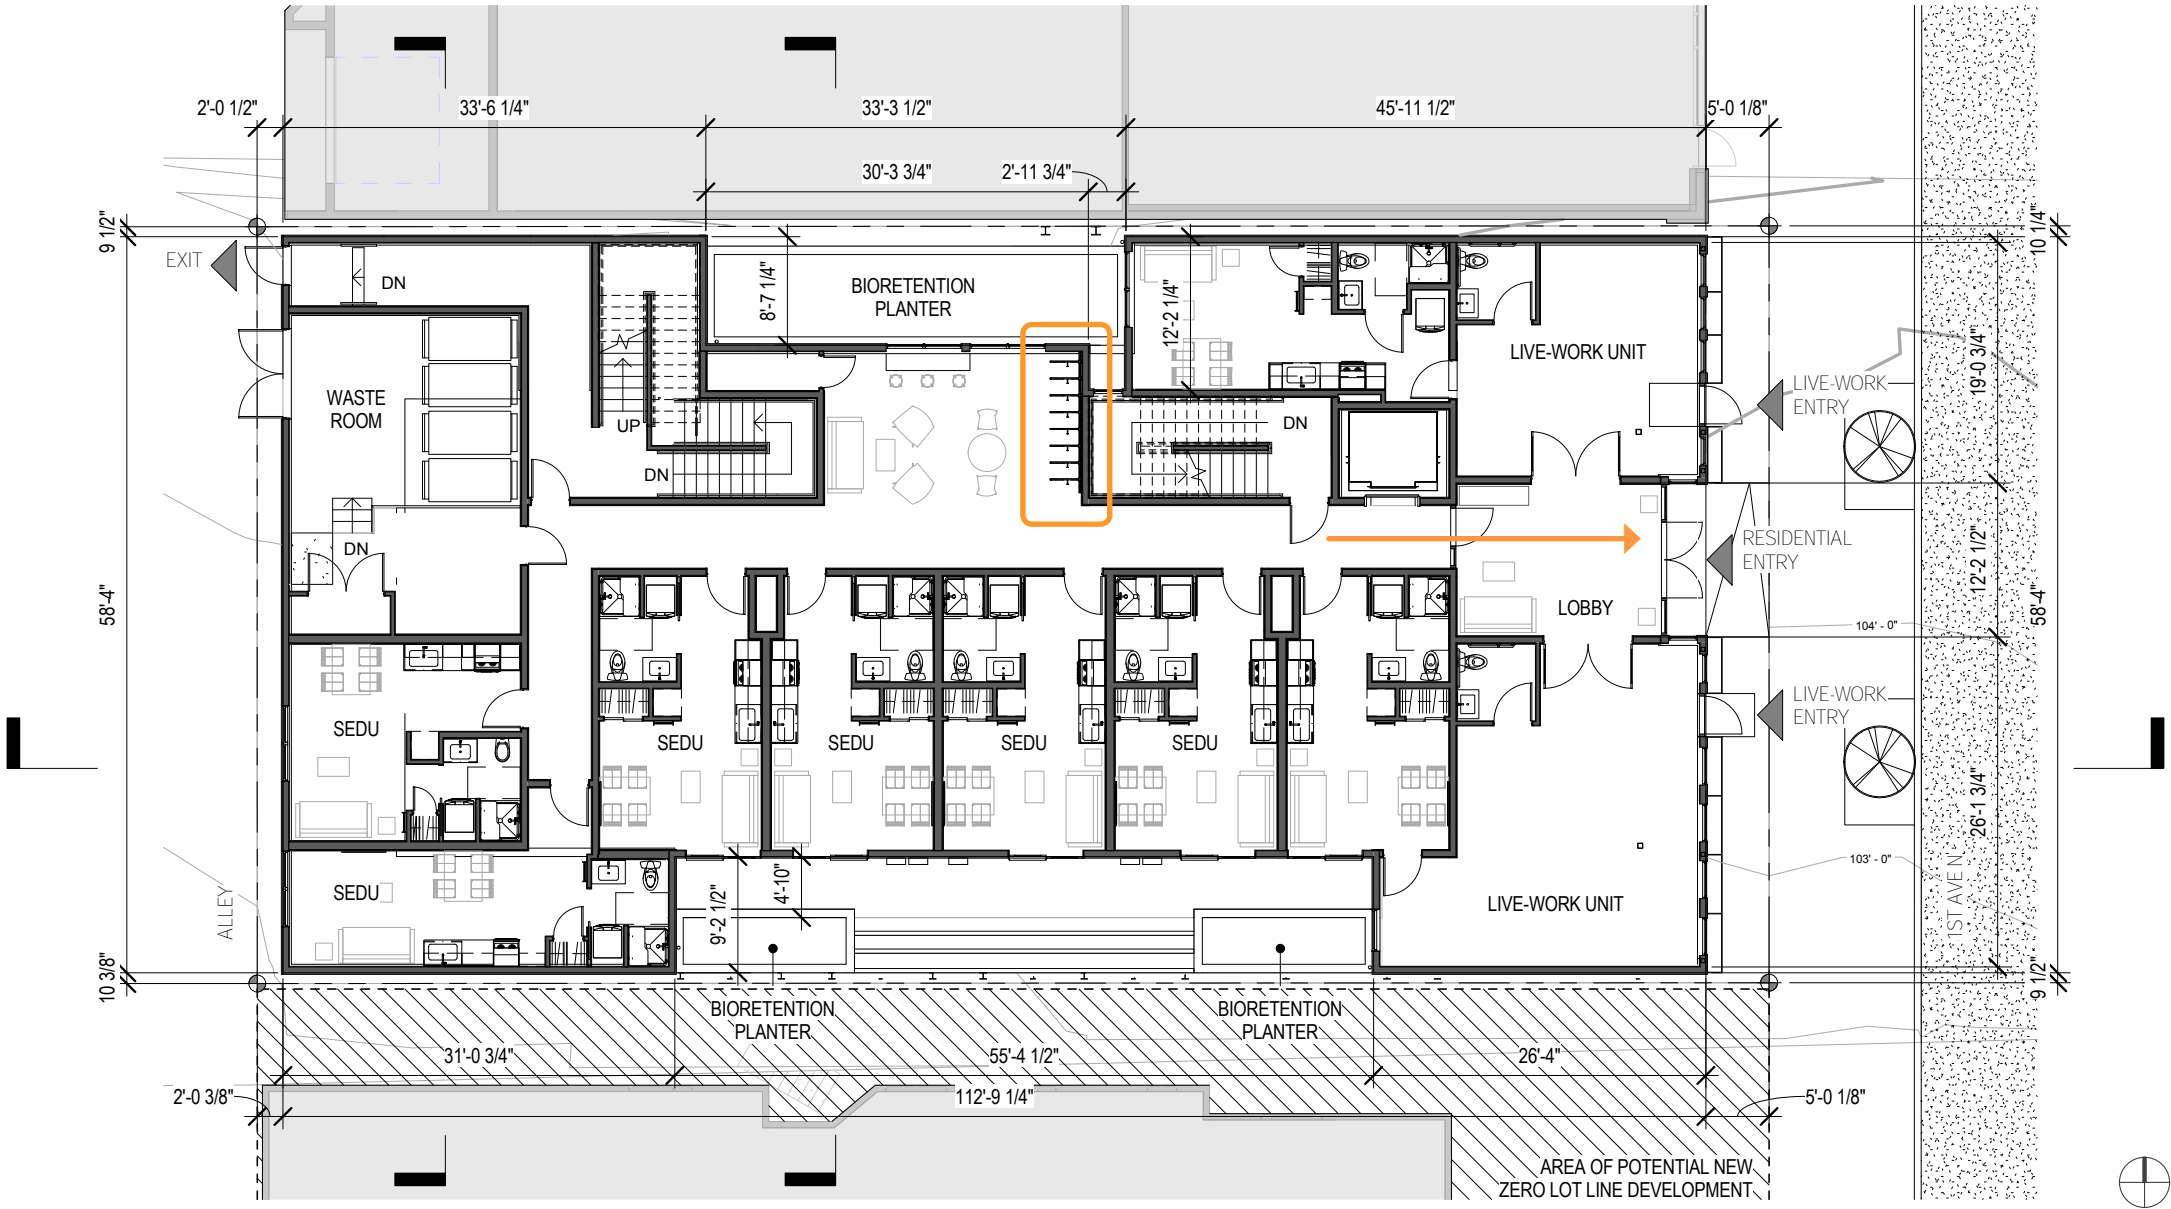 2'-0 1/2"
33'-6 1/4"
33'-3 1/2"
45'-11 1/2"
5'-0 1/8"
30'-3 3/4"
2'-11 3/4"
9 1/2"
10 1/4"
EXIT
DN
8'-7 1/4"
BIORETENTION
PLANTER
12'-2 1/4"
LIVE-WORK UNIT
19'-0 3/4"
LIVE-WORK
ENTRY
WASTE
ROOM
UP
DN
DN
DN
RESIDENTIAL
ENTRY
12'-2 1/2"
58'-4"
58'-4"
LOBBY
104' - 0"
LIVE-WORK
ENTRY
SEDU
SEDU
SEDU
SEDU
SEDU
26'-1 3/4"
103' - 0"
SEDU
ALLEY
9'-2 1/2"
4'-10"
LIVE-WORK UNIT
1ST AVE N
10 3/8"
9 1/2"
BIORETENTION
PLANTER
BIORETENTION
PLANTER
31'-0 3/4"
55'-4 1/2"
26'-4"
2'-0 3/8"
112'-9 1/4"
5'-0 1/8"
AREA OF POTENTIAL NEW
ZERO LOT LINE DEVELOPMENT